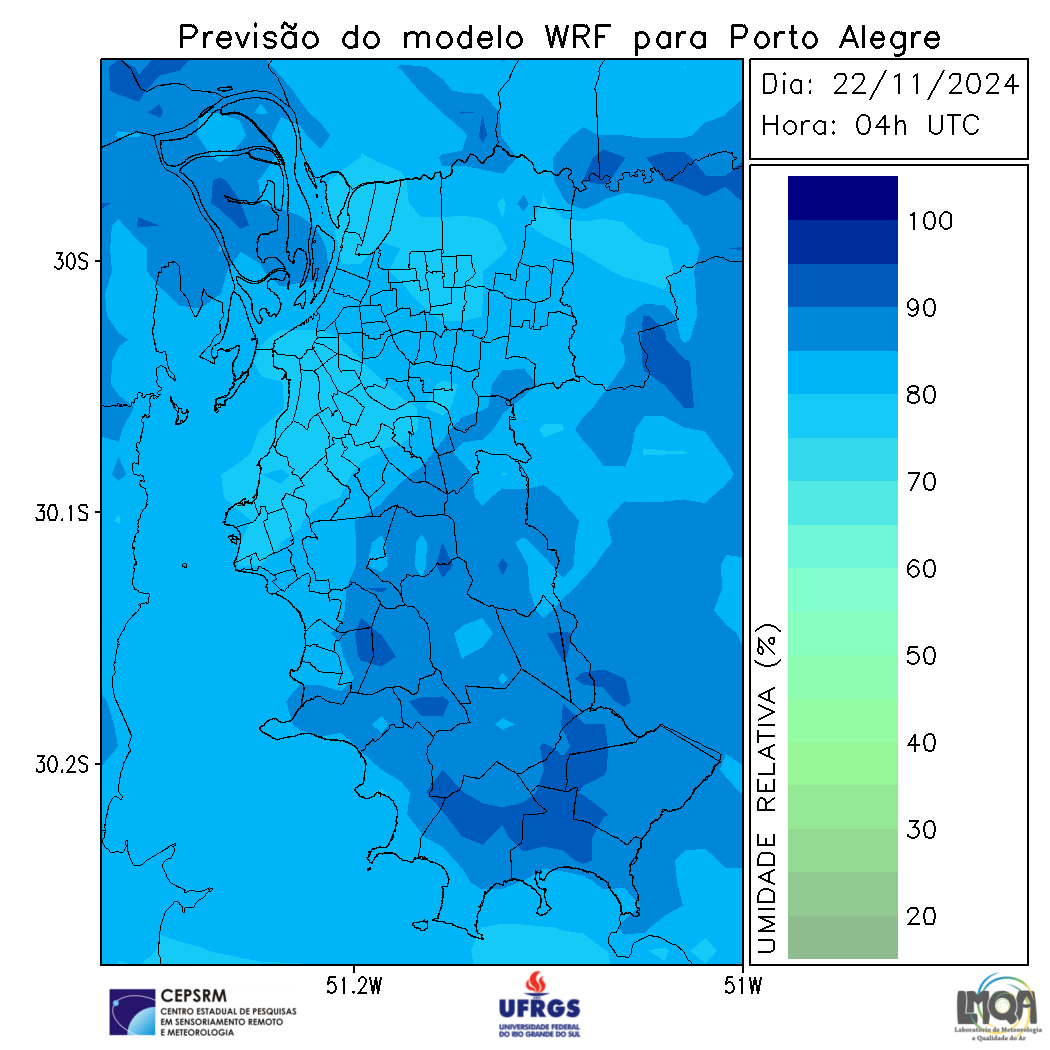 Previsão do modelo WRF para Porto Alegre
Dia: 22/11/2024
Hora: 04h UTC
100
90
80
70
60
50
40
30
20
UMIDADE RELATIVA (%)
30S
30.1S
30.2S
51.2W
51W
CEPSRM
CENTRO ESTADUAL DE PESQUISAS
EM SENSORIAMENTO REMOTO
E METEOROLOGIA
UFRGS
UNIVERSIDADE FEDERAL
DO RIO GRANDE DO SUL
LMQA
Laboratório de Meteorologia
e Qualidade do Ar